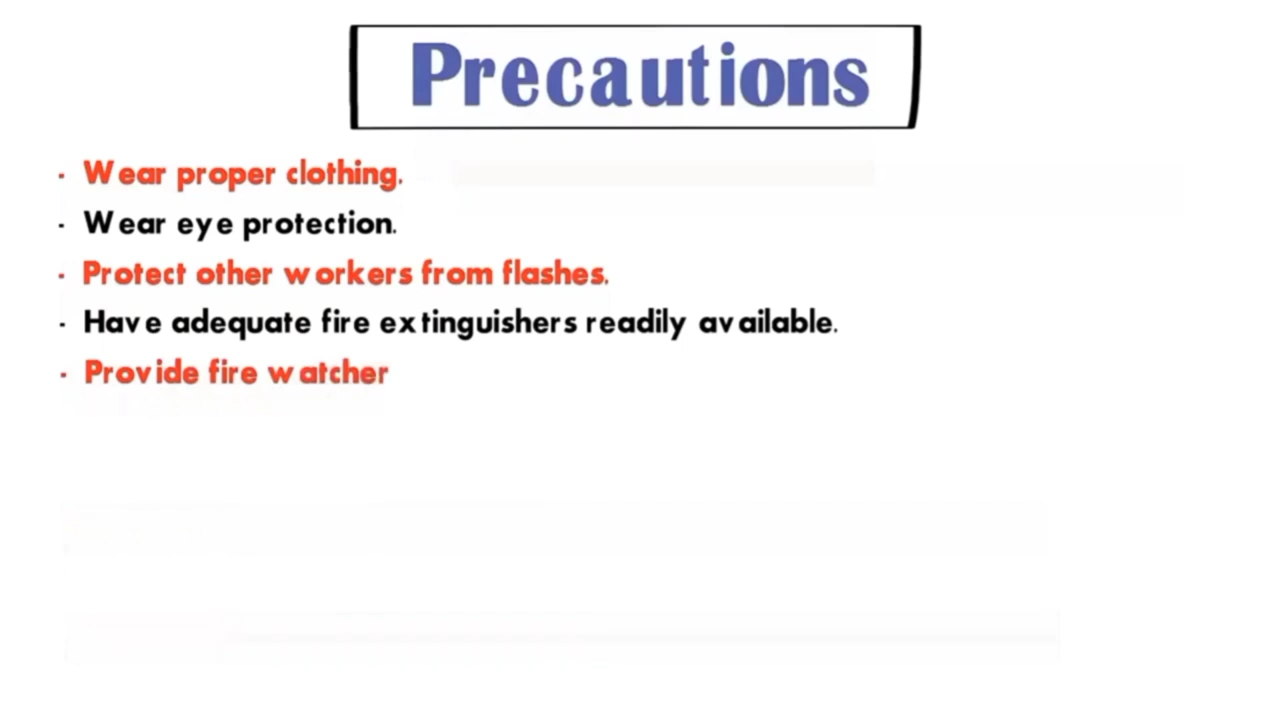 Precautions
- Wear proper clothing.
- Wear eye protection.
- Protect other workers from flashes.
- Have adequate fire extinguishers readily available.
- Provide fire watcher